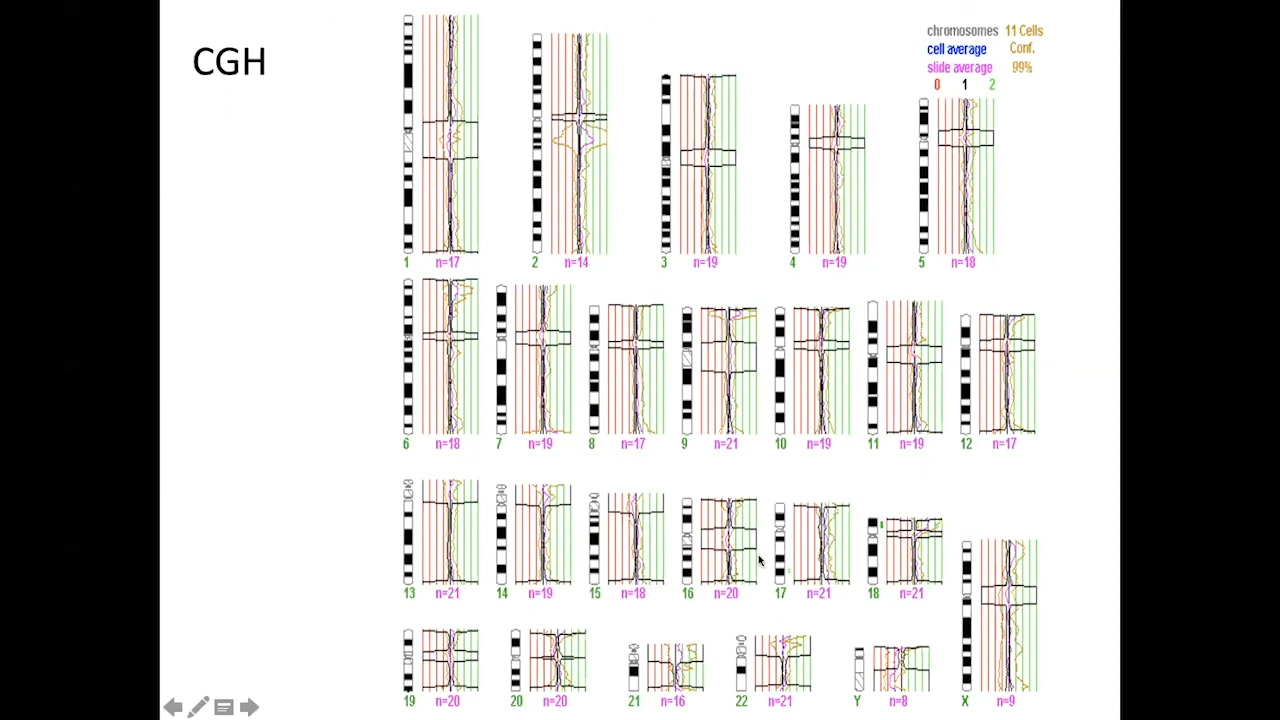 CGH
chromosomes 11 Cells
cell average Conf.
slide average 99%
0 1 2
1 n=17
2 n=14
3 n=19
4 n=19
5 n=18
6 n=18
7 n=19
8 n=17
9 n=21
10 n=19
11 n=19
12 n=17
13 n=21
14 n=19
15 n=18
16 n=20
17 n=21
18 n=21
19 n=20
20 n=20
21 n=16
22 n=21
Y n=8
X n=9